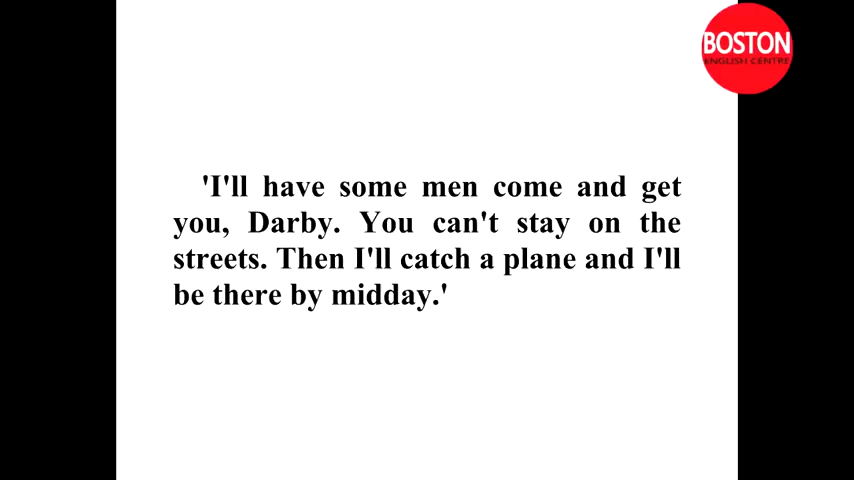 BOSTON
ENGLISH CENTRE
'I'll have some men come and get
you, Darby. You can't stay on the
streets. Then I'll catch a plane and I'll
be there by midday.'